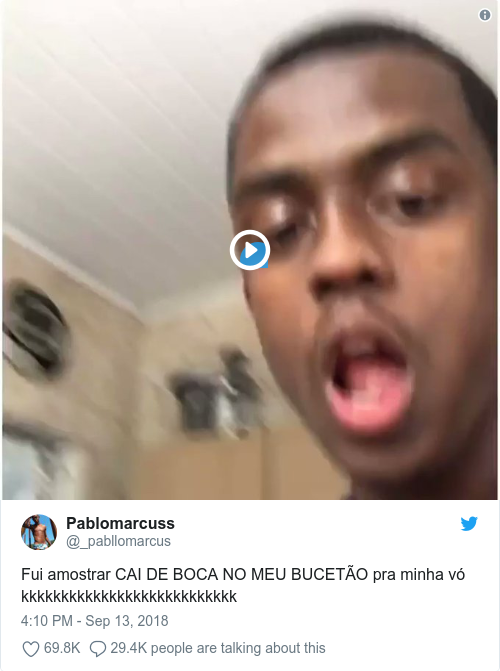 Pablomarcuss
@_pabllomarcus
Fui amostrar CAI DE BOCA NO MEU BUCETÃO pra minha vó
kkkkkkkkkkkkkkkkkkkkkkkkkkk
4:10 PM - Sep 13, 2018
69.8K 29.4K people are talking about this